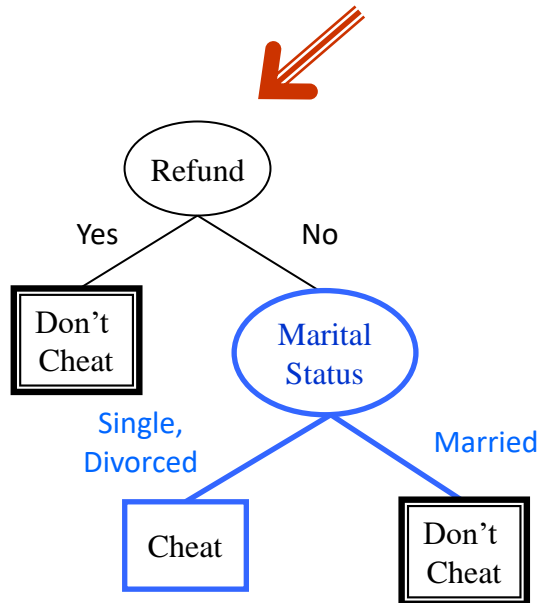 Refund
Yes
No
Don't
Cheat
Marital
Status
Single,
Divorced
Married
Cheat
Don't
Cheat